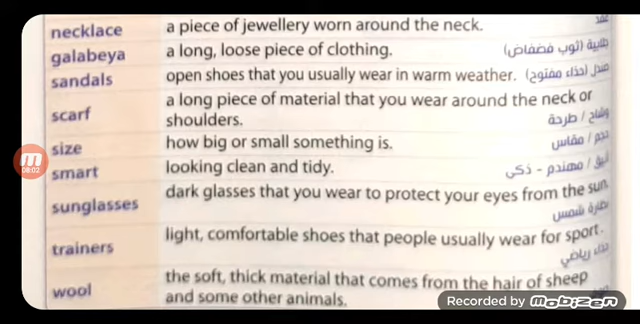 necklace a piece of jewellery worn around the neck. عقد
galabeya a long, loose piece of clothing. (ثوب فضفاض)
sandals open shoes that you usually wear in warm weather. صندل (حذاء مفتوح)
scarf a long piece of material that you wear around the neck or
shoulders. وشاح / طرحة
size how big or small something is. حجم / مقاس
smart looking clean and tidy. أنيق / مهندم - ذكى
sunglasses dark glasses that you wear to protect your eyes from the sun.
نظارة شمس
trainers light, comfortable shoes that people usually wear for sport.
حذاء رياضي
wool the soft, thick material that comes from the hair of sheep
and some other animals.
08:02
Recorded by mobizen